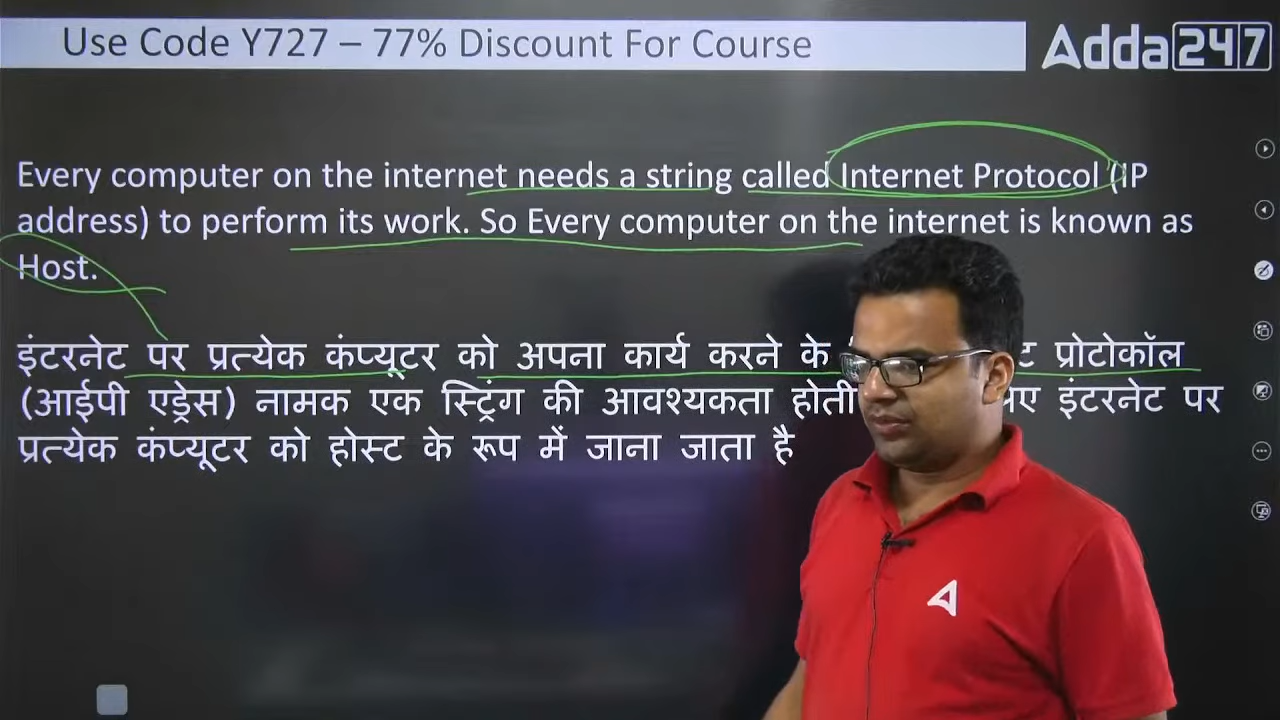 Use Code Y727 – 77% Discount For Course
Adda247
Every computer on the internet needs a string called Internet Protocol (IP
address) to perform its work. So Every computer on the internet is known as
Host.
इंटरनेट पर प्रत्येक कंप्यूटर को अपना कार्य करने के प्रोटोकॉल
(आईपी एड्रेस) नामक एक स्ट्रिंग की आवश्यकता होती इंटरनेट पर
प्रत्येक कंप्यूटर को होस्ट के रूप में जाना जाता है